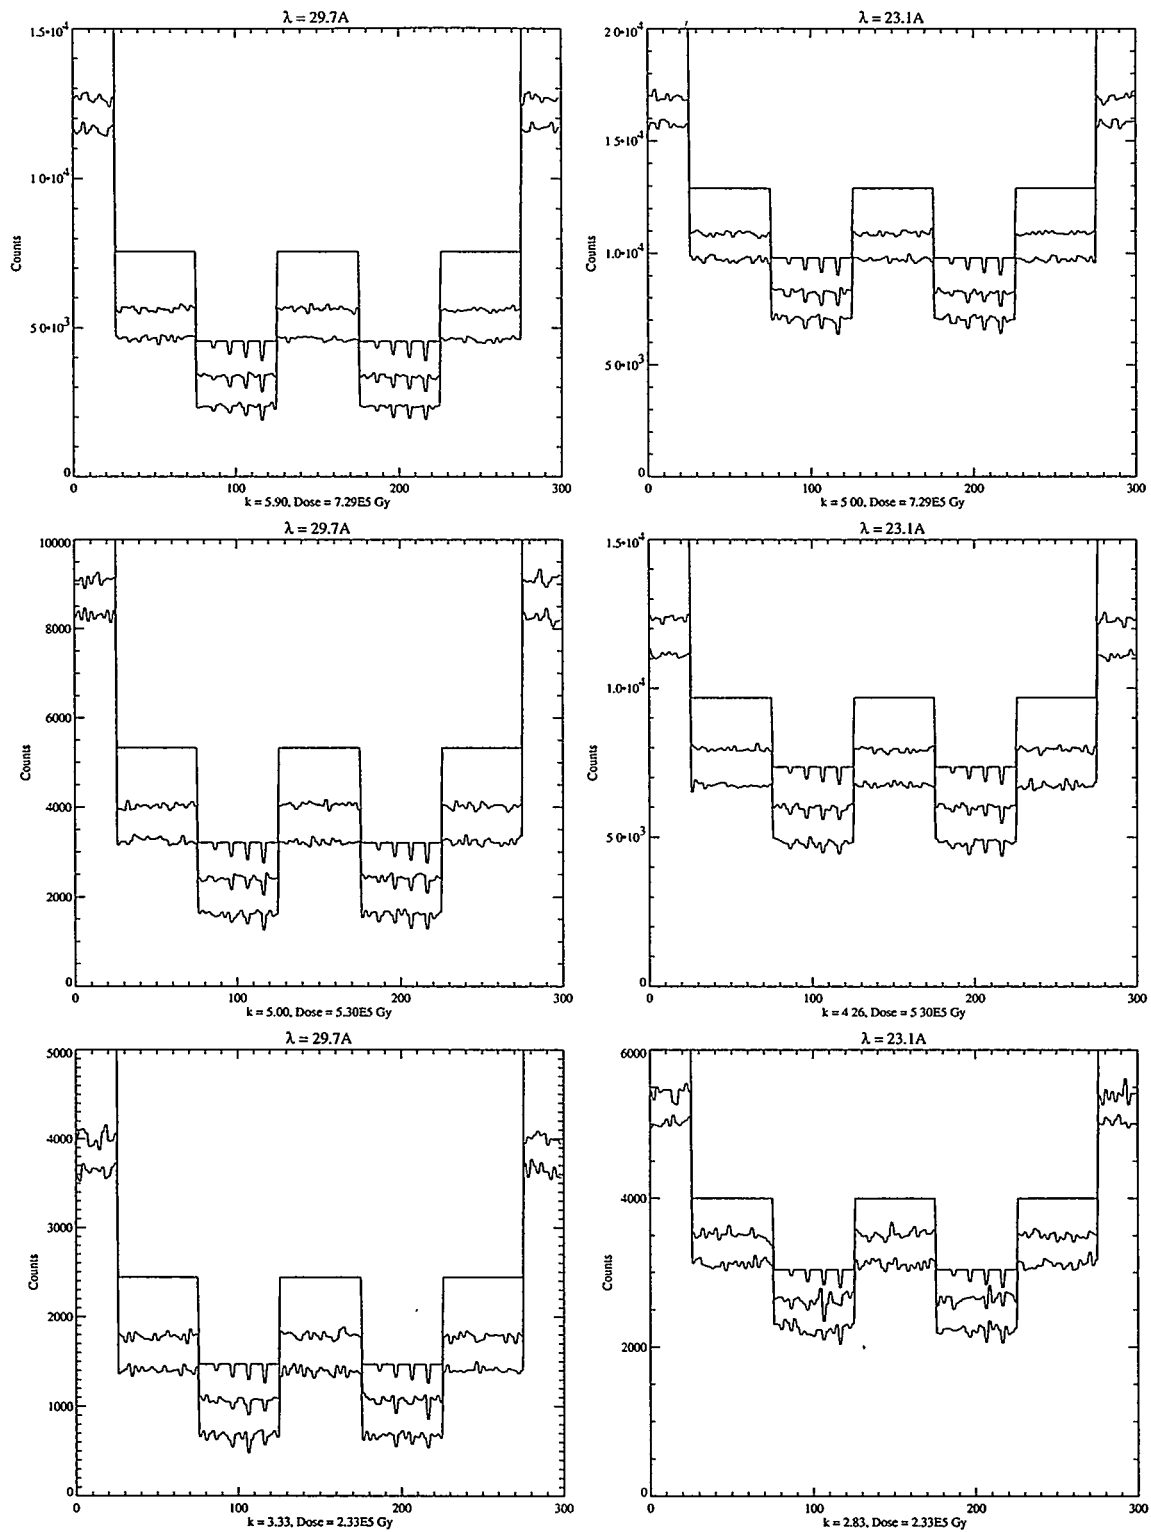 λ = 29.7A
1.5•10⁴
1 0•10⁴
5 0•10³
0
Counts
100
200
300
k = 5.90, Dose = 7.29E5 Gy
λ = 23.1A
2 0•10⁴
1 5•10⁴
1 0•10⁴
5 0•10³
0
Counts
0
100
200
300
k = 5 00, Dose = 7.29E5 Gy
λ = 29.7A
10000
8000
6000
4000
2000
0
Counts
0
100
200
300
k = 5.00, Dose = 5.30E5 Gy
λ = 23.1A
1.5•10⁴
1.0•10⁴
5 0•10³
0
Counts
0
100
200
300
k = 4 26, Dose = 5 30E5 Gy
λ = 29.7A
5000
4000
3000
2000
1000
0
Counts
0
100
200
300
k = 3.33, Dose = 2.33E5 Gy
λ = 23.1A
6000
4000
2000
0
Counts
0
100
200
300
k = 2.83, Dose = 2.33E5 Gy